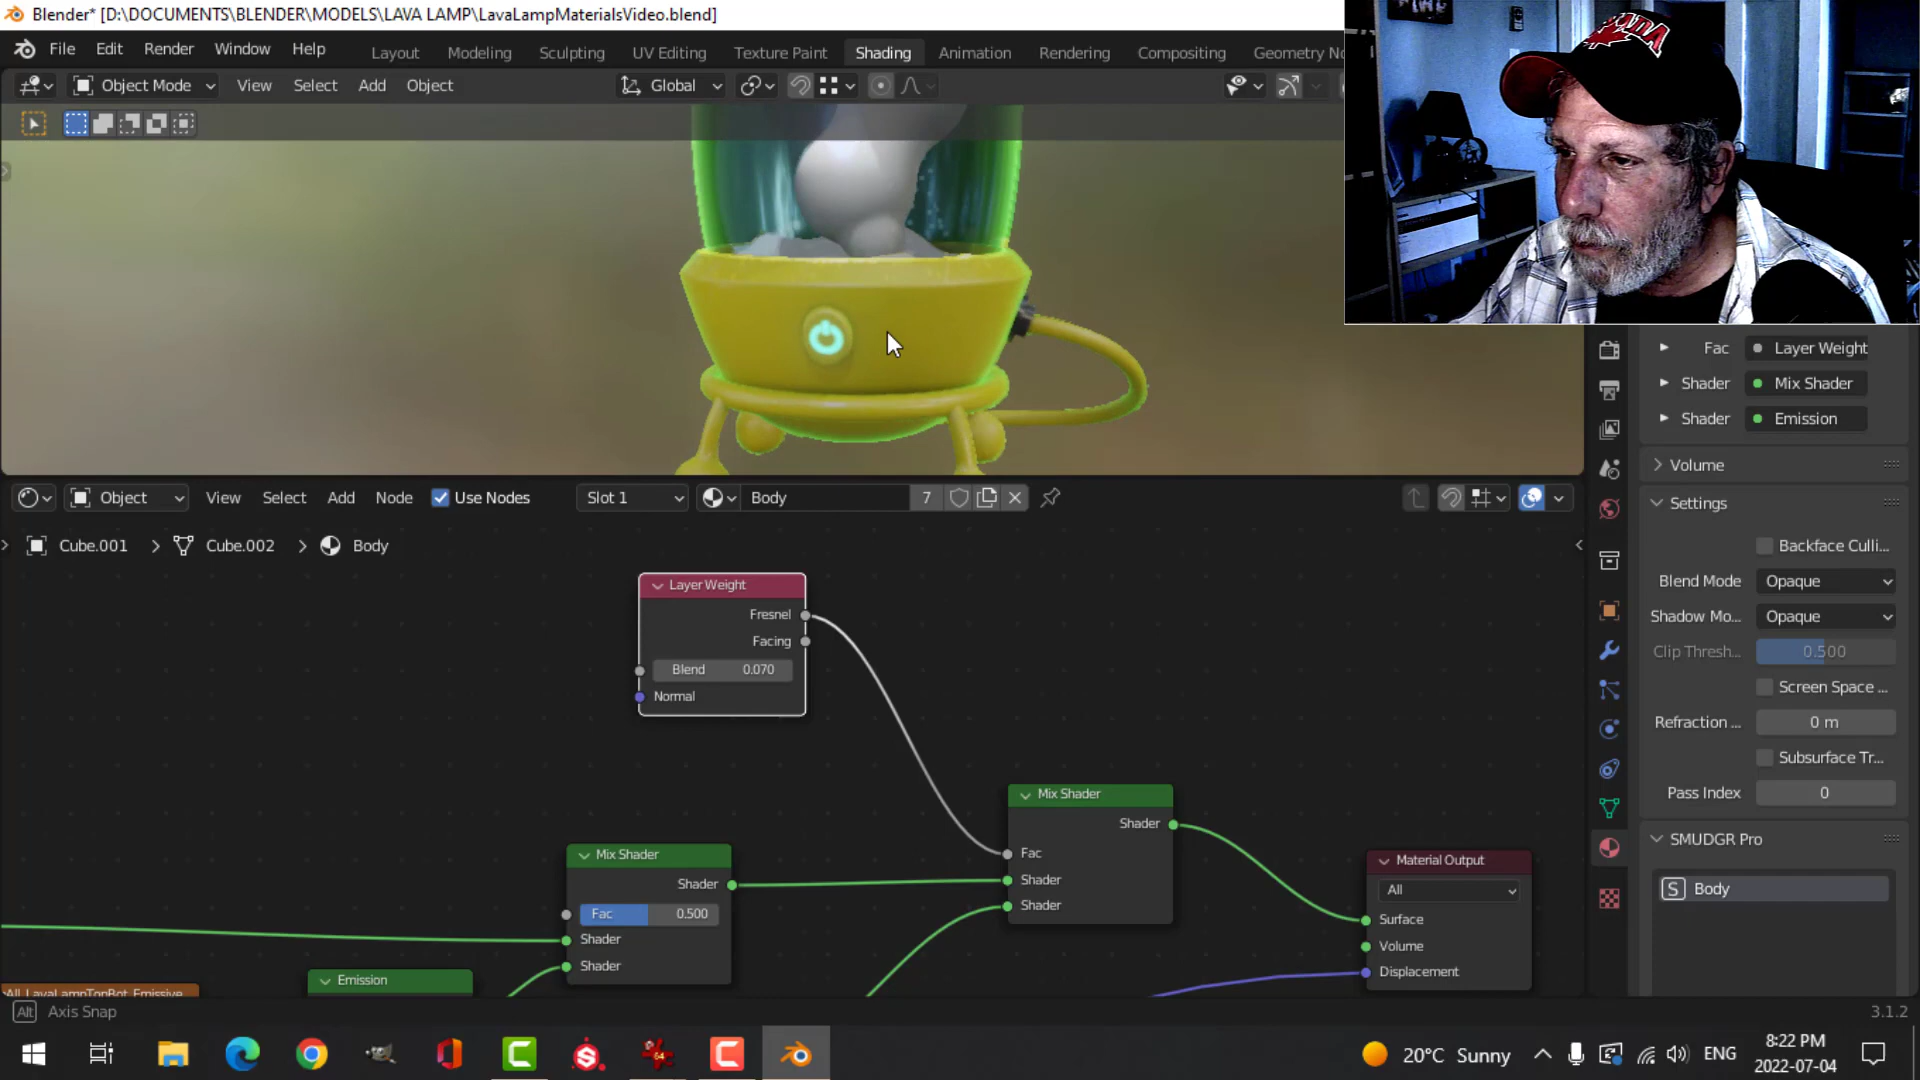 Blender* [D:\DOCUMENTS\BLENDER\MODELS\LAVA LAMP\LavaLampMaterialsVideo.blend]
File Edit Render Window Help
Layout Modeling Sculpting UV Editing Texture Paint Shading Animation Rendering Compositing Geometry No
Object Mode View Select Add Object Global
Fac Layer Weight
Shader Mix Shader
Shader Emission
Volume
Object View Select Add Node Use Nodes Slot 1 Body 7
Settings
Cube.001 > Cube.002 > Body
Backface Culli...
Blend Mode Opaque
Shadow Mo... Opaque
Clip Thresh... 0.500
Screen Space ...
Refraction ... 0 m
Subsurface Tr...
Pass Index 0
SMUDGR Pro
S Body
Layer Weight
Fresnel
Facing
Blend 0.070
Normal
Mix Shader
Shader
Fac
Shader
Shader
Mix Shader
Shader
Fac 0.500
Shader
Shader
Emission
All_LavaLampTopBot_Emissive
Material Output
All
Surface
Volume
Displacement
Alt Axis Snap
3.1.2
20°C Sunny
ENG
8:22 PM
2022-07-04